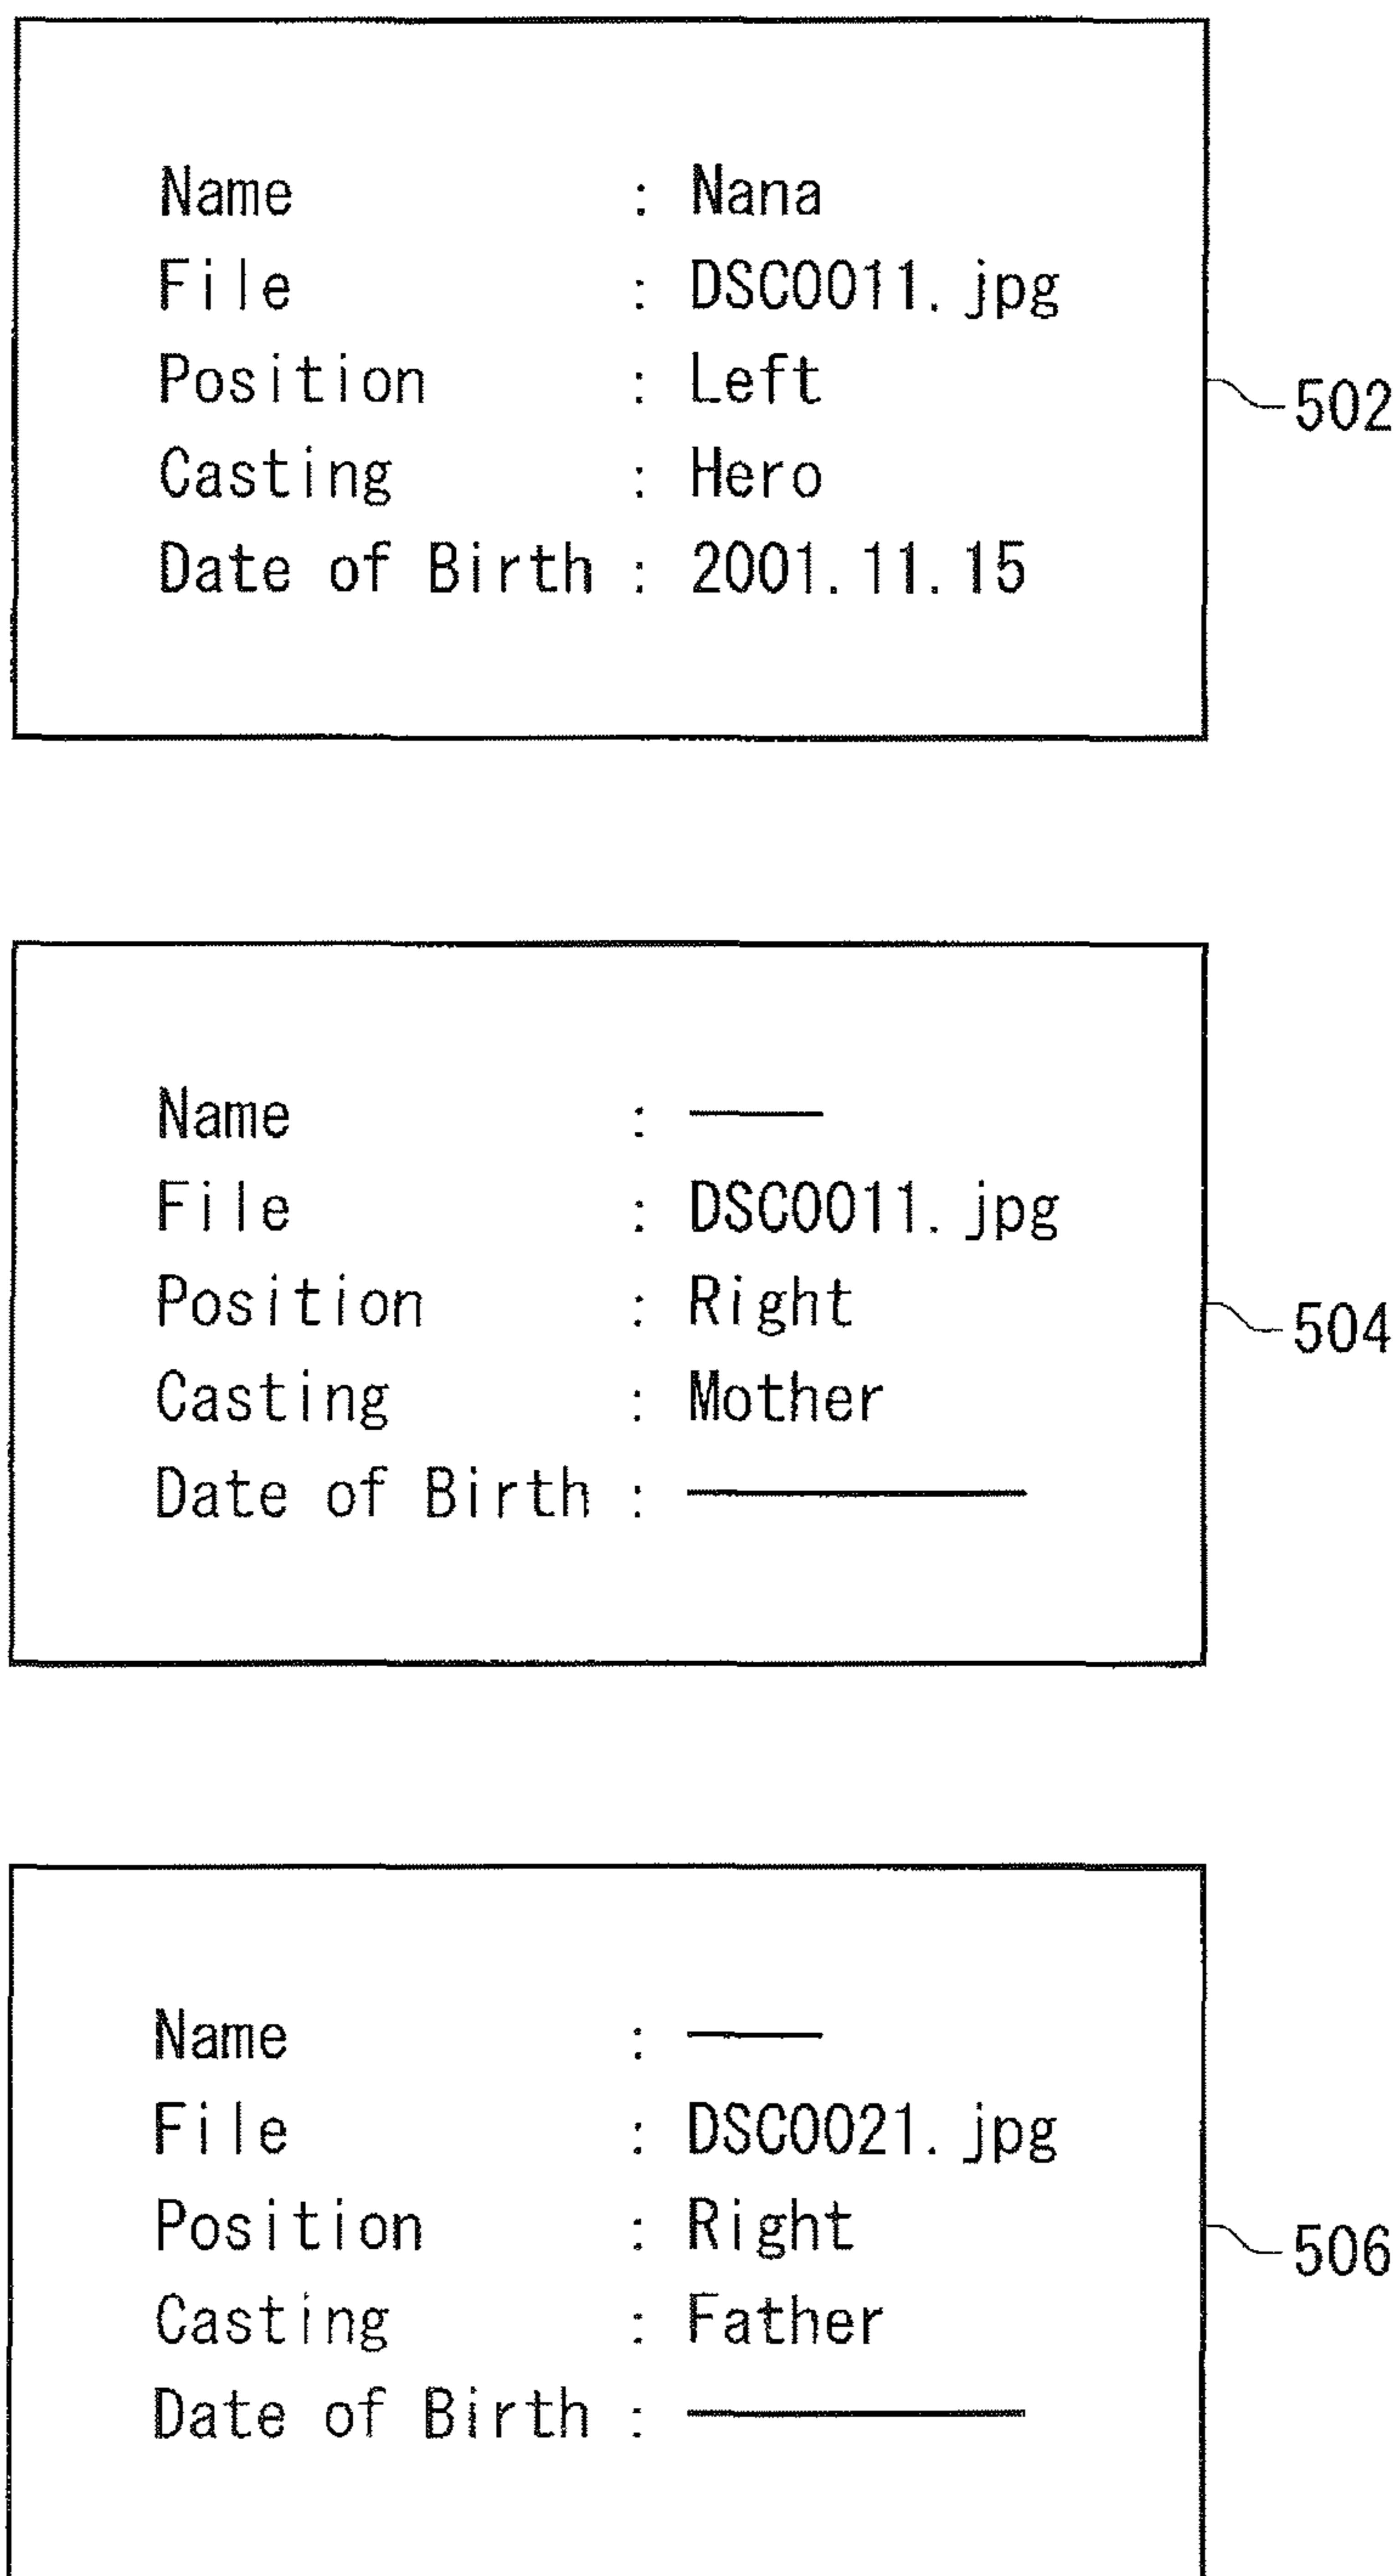 Name : Nana
File : DSC0011.jpg
Position : Left
Casting : Hero
Date of Birth : 2001.11.15
502
Name : ———
File : DSC0011.jpg
Position : Right
Casting : Mother
Date of Birth : ———
504
Name : ———
File : DSC0021.jpg
Position : Right
Casting : Father
Date of Birth : ———
506